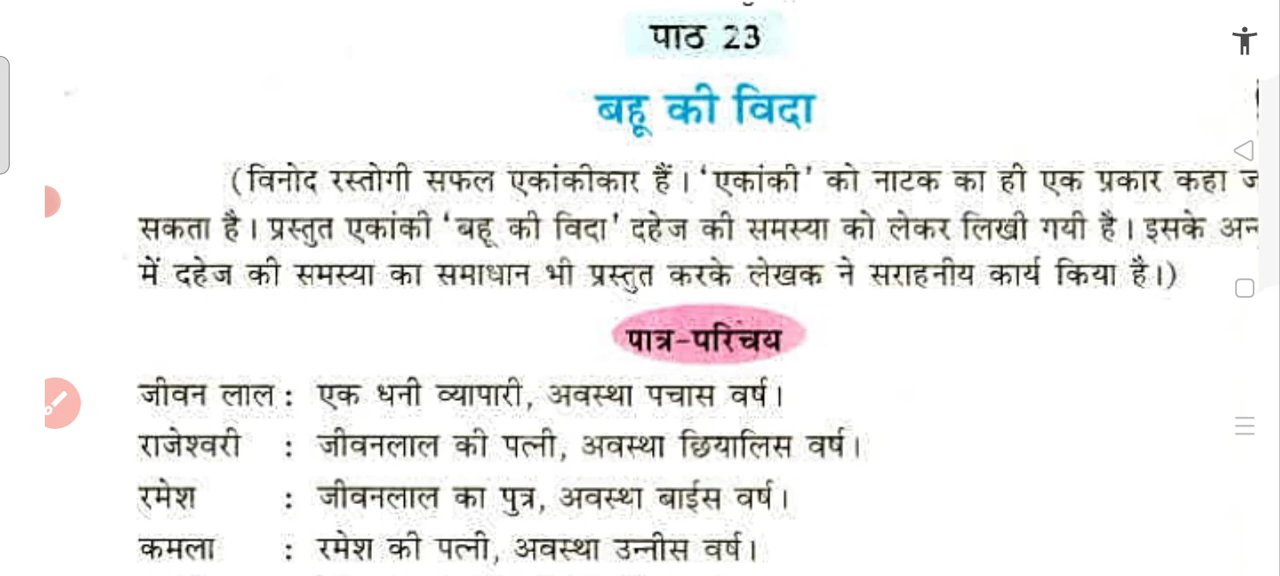 पाठ 23
बहू की विदा
(विनोद रस्तोगी सफल एकांकीकार हैं। 'एकांकी' को नाटक का ही एक प्रकार कहा
सकता है। प्रस्तुत एकांकी 'बहू की विदा' दहेज की समस्या को लेकर लिखी गयी है। इसके
में दहेज की समस्या का समाधान भी प्रस्तुत करके लेखक ने सराहनीय कार्य किया है।)
पात्र-परिचय
जीवन लाल : एक धनी व्यापारी, अवस्था पचास वर्ष।
राजेश्वरी : जीवनलाल की पत्नी, अवस्था छियालिस वर्ष।
रमेश : जीवनलाल का पुत्र, अवस्था बाईस वर्ष।
कमला : रमेश की पत्नी, अवस्था उन्नीस वर्ष।